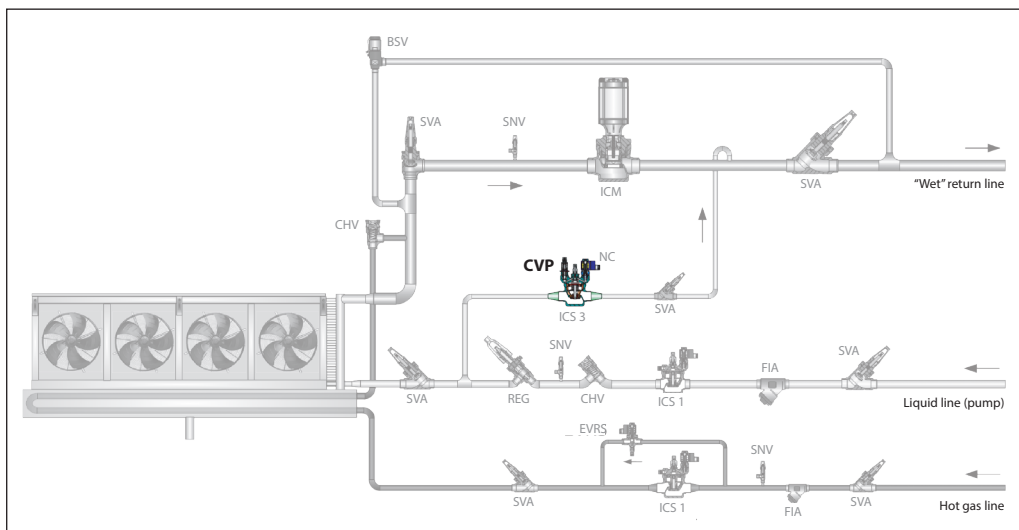 BSV
SVA
SNV
ICM
SVA
"Wet" return line
CHV
CVP
NC
ICS 3
SVA
SVA
REG
SNV
CHV
ICS 1
FIA
SVA
Liquid line (pump)
EVRS
SVA
ICS 1
SNV
FIA
SVA
Hot gas line